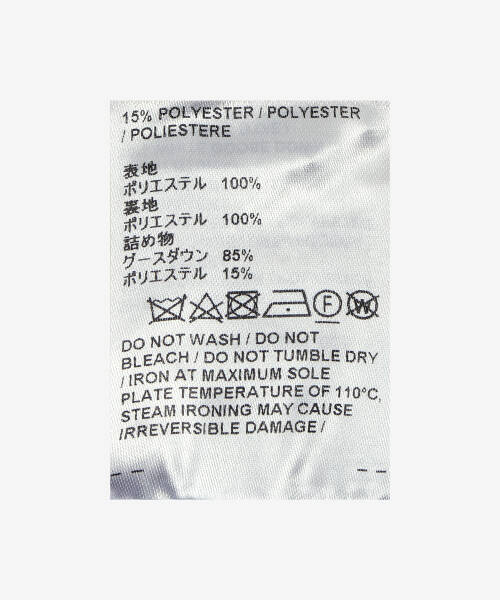 15% POLYESTER / POLYESTER
/ POLIESTERE
表地
ポリエステル 100%
裏地
ポリエステル 100%
詰め物
グースダウン 85%
ポリエステル 15%
F W
DO NOT WASH / DO NOT
BLEACH / DO NOT TUMBLE DRY
/ IRON AT MAXIMUM SOLE
PLATE TEMPERATURE OF 110°C,
STEAM IRONING MAY CAUSE
IRREVERSIBLE DAMAGE /